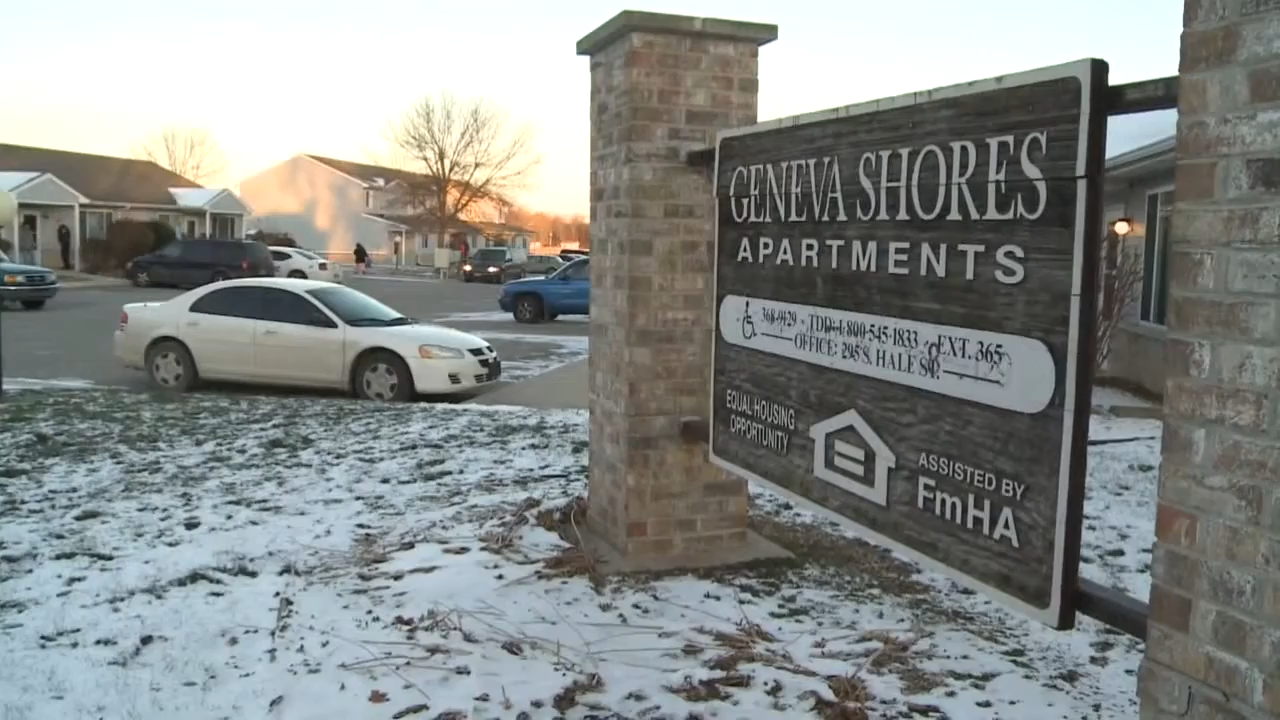 GENEVA SHORES
APARTMENTS
368-9129 - TDD: 1 800-545-1833 - EXT. 365
OFFICE: 295 S. HALE ST.
EQUAL HOUSING
OPPORTUNITY
ASSISTED BY
FmHA